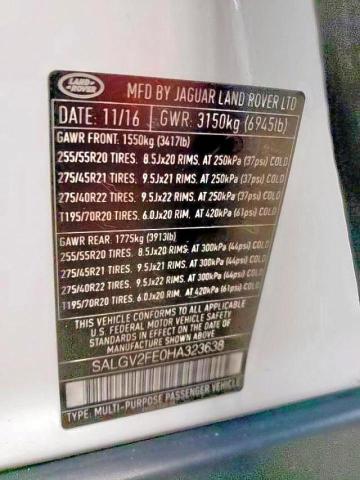 LAND ROVER
MFD BY JAGUAR LAND ROVER LTD
DATE: 11/16 GWR: 3150kg (6945lb)
GAWR FRONT: 1550kg (3417lb)
255/55R20 TIRES. 8.5Jx20 RIMS. AT 250kPa (37psi) COLD
275/45R21 TIRES. 9.5Jx21 RIMS. AT 250kPa (37psi) COLD
275/40R22 TIRES. 9.5Jx22 RIMS. AT 250kPa (37psi) COLD
T195/70R20 TIRES. 6.0Jx20 RIM. AT 420kPa (61psi) COLD
GAWR REAR: 1775kg (3913lb)
255/55R20 TIRES. 8.5Jx20 RIMS. AT 300kPa (44psi) COLD
275/45R21 TIRES. 9.5Jx21 RIMS. AT 300kPa (44psi) COLD
275/40R22 TIRES. 9.5Jx22 RIMS. AT 300kPa (44psi) COLD
T195/70R20 TIRES. 6.0Jx20 RIM. AT 420kPa (61psi) COLD
THIS VEHICLE CONFORMS TO ALL APPLICABLE
U.S. FEDERAL MOTOR VEHICLE SAFETY
STANDARDS IN EFFECT ON THE DATE OF
MANUFACTURE SHOWN ABOVE
SALGV2FE0HA323638
TYPE: MULTI-PURPOSE PASSENGER VEHICLE